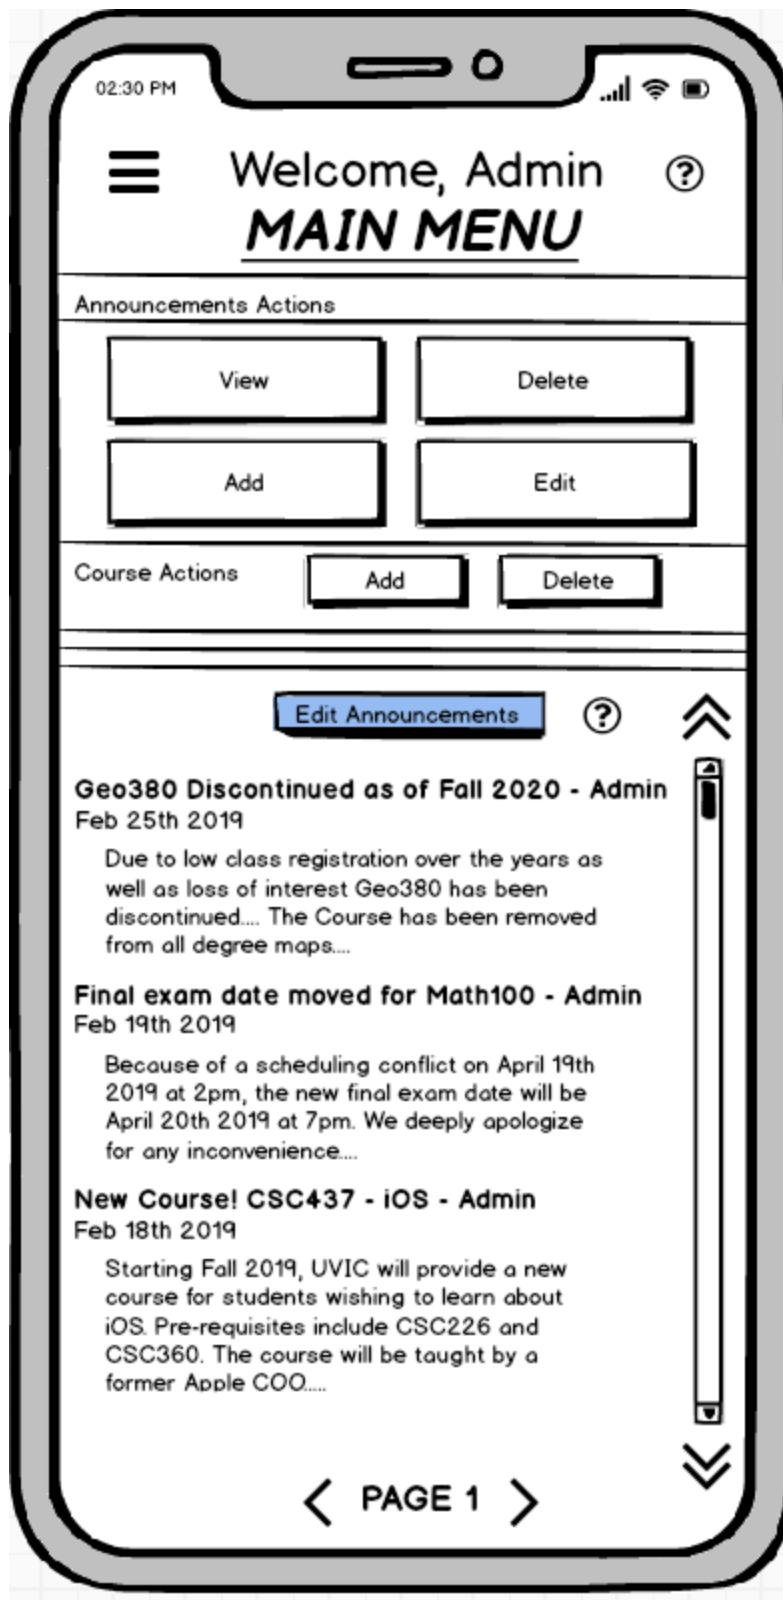 02:30 PM
Welcome, Admin
?
MAIN MENU
Announcements Actions
View
Delete
Add
Edit
Course Actions
Add
Delete
Edit Announcements
?
Geo380 Discontinued as of Fall 2020 - Admin
Feb 25th 2019
Due to low class registration over the years as
well as loss of interest Geo380 has been
discontinued.... The Course has been removed
from all degree maps....
Final exam date moved for Math100 - Admin
Feb 19th 2019
Because of a scheduling conflict on April 19th
2019 at 2pm, the new final exam date will be
April 20th 2019 at 7pm. We deeply apologize
for any inconvenience....
New Course! CSC437 - iOS - Admin
Feb 18th 2019
Starting Fall 2019, UVIC will provide a new
course for students wishing to learn about
iOS. Pre-requisites include CSC226 and
CSC360. The course will be taught by a
former Apple COO.....
PAGE 1